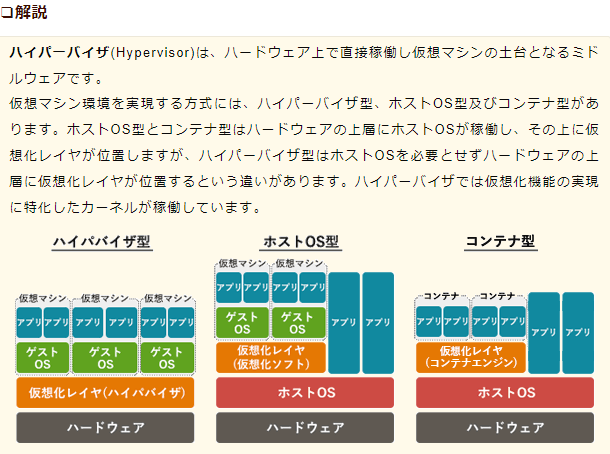 ❏解説
ハイパーバイザ(Hypervisor)は、ハードウェア上で直接稼働し仮想マシンの土台となるミド
ルウェアです。
仮想マシン環境を実現する方式には、ハイパーバイザ型、ホストOS型及びコンテナ型があ
ります。ホストOS型とコンテナ型はハードウェアの上層にホストOSが稼働し、その上に仮
想化レイヤが位置しますが、ハイパーバイザ型はホストOSを必要とせずハードウェアの上
層に仮想化レイヤが位置するという違いがあります。ハイパーバイザでは仮想化機能の実現
に特化したカーネルが稼働しています。
ハイパバイザ型
仮想マシン 仮想マシン 仮想マシン
アプリ アプリ アプリ アプリ アプリ アプリ
ゲスト ゲスト ゲスト
OS OS OS
仮想化レイヤ(ハイパバイザ)
ハードウェア
ホストOS型
仮想マシン 仮想マシン
アプリ アプリ アプリ アプリ
ゲスト ゲスト
OS OS
アプリ アプリ
仮想化レイヤ
(仮想化ソフト)
ホストOS
ハードウェア
コンテナ型
コンテナ コンテナ
アプリ アプリ アプリ アプリ
アプリ アプリ
仮想化レイヤ
(コンテナエンジン)
ホストOS
ハードウェア